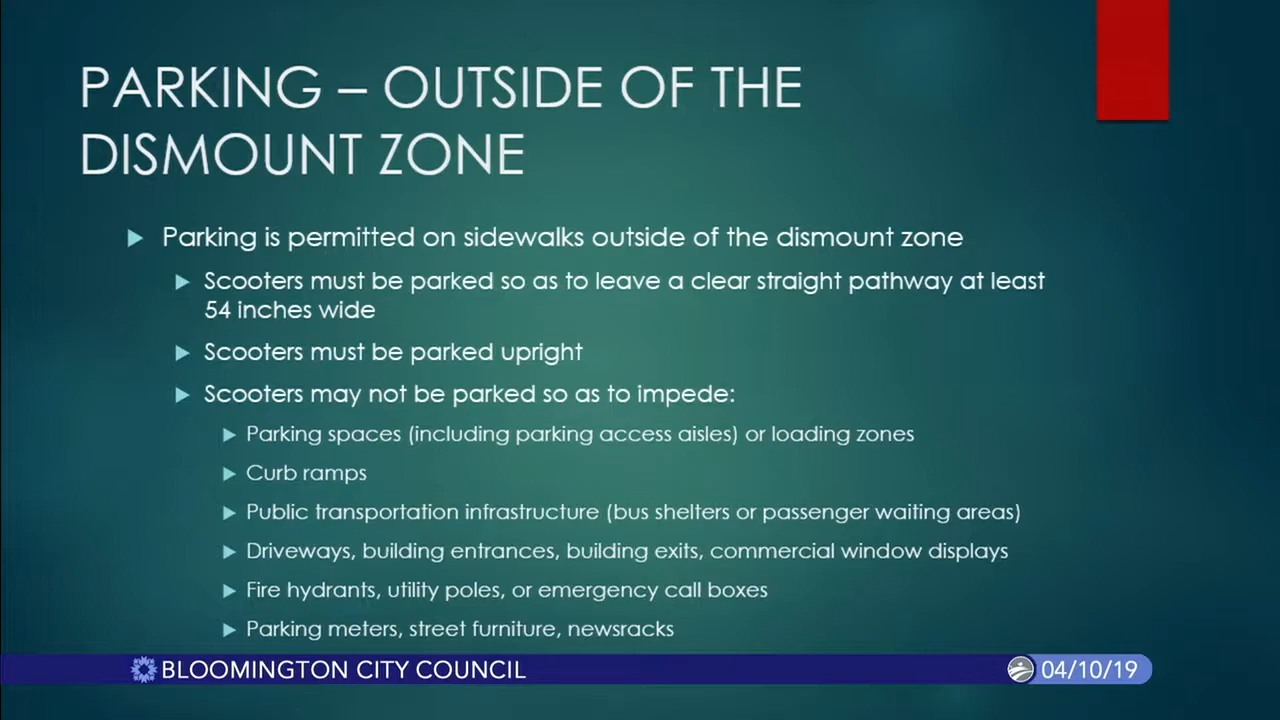 PARKING – OUTSIDE OF THE
DISMOUNT ZONE
Parking is permitted on sidewalks outside of the dismount zone
Scooters must be parked so as to leave a clear straight pathway at least
54 inches wide
Scooters must be parked upright
Scooters may not be parked so as to impede:
Parking spaces (including parking access aisles) or loading zones
Curb ramps
Public transportation infrastructure (bus shelters or passenger waiting areas)
Driveways, building entrances, building exits, commercial window displays
Fire hydrants, utility poles, or emergency call boxes
Parking meters, street furniture, newsracks
BLOOMINGTON CITY COUNCIL 04/10/19